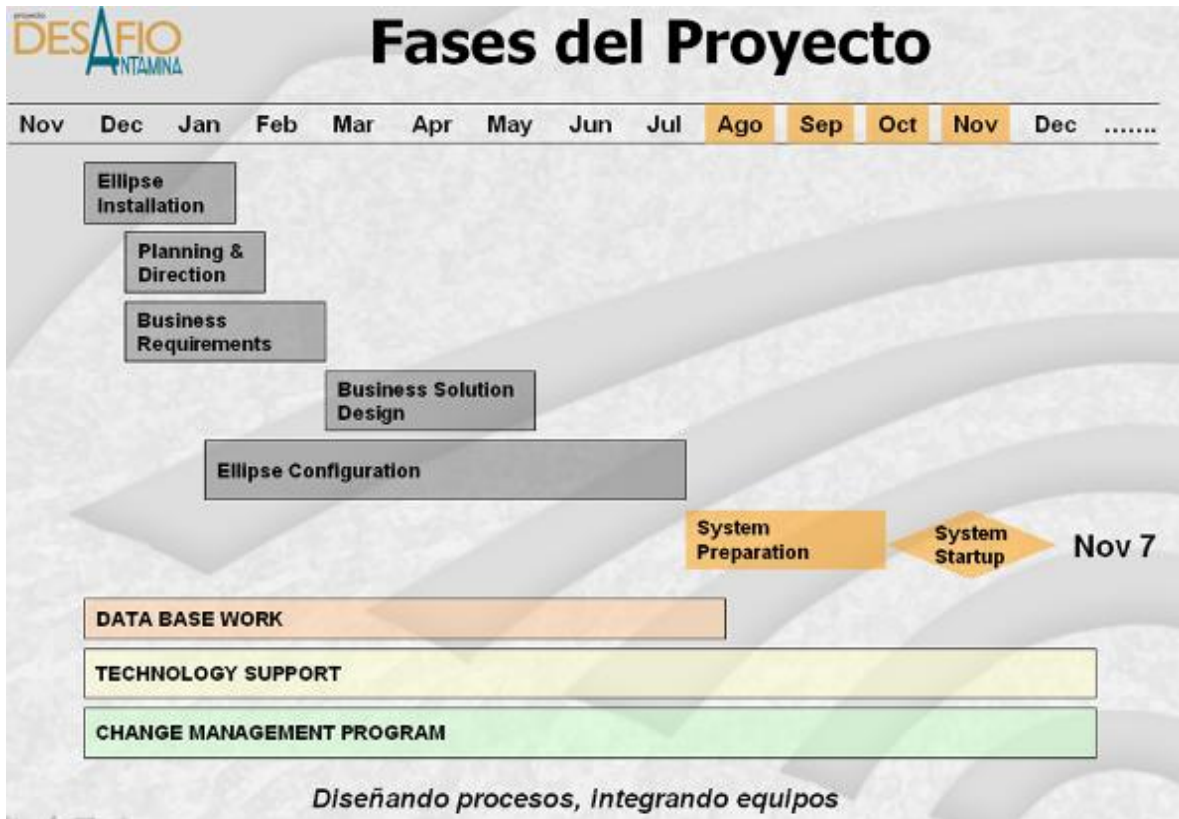 proyecto
DESAFIO
ANTAMINA
Fases del Proyecto
Nov Dec Jan Feb Mar Apr May Jun Jul Ago Sep Oct Nov Dec .......
Ellipse
Installation
Planning &
Direction
Business
Requirements
Business Solution
Design
Ellipse Configuration
System
Preparation
System
Startup
Nov 7
DATA BASE WORK
TECHNOLOGY SUPPORT
CHANGE MANAGEMENT PROGRAM
Diseñando procesos, integrando equipos